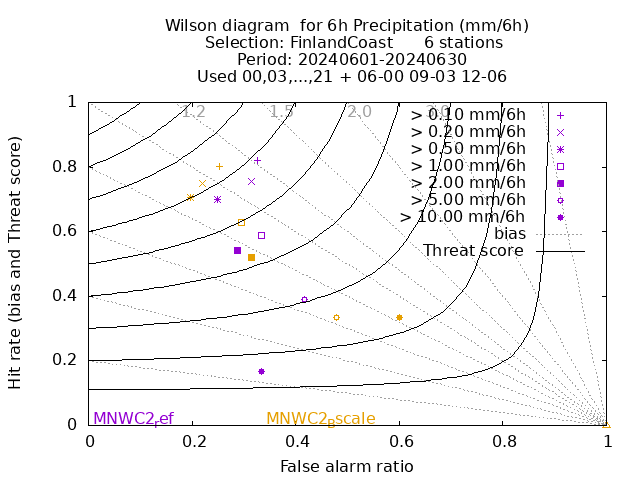 Wilson diagram  for 6h Precipitation (mm/6h)
Selection: FinlandCoast      6 stations
Period: 20240601-20240630
Used 00,03,...,21 + 06-00 09-03 12-06
Hit rate (bias and Threat score)
1
0.8
0.6
0.4
0.2
0
1.2 1.5 2.0 3.0
> 0.10 mm/6h
> 0.20 mm/6h
> 0.50 mm/6h
> 1.00 mm/6h
> 2.00 mm/6h
> 5.00 mm/6h
> 10.00 mm/6h
bias
Threat score
MNWC2ref MNWC2Bscale
0 0.2 0.4 0.6 0.8 1
False alarm ratio